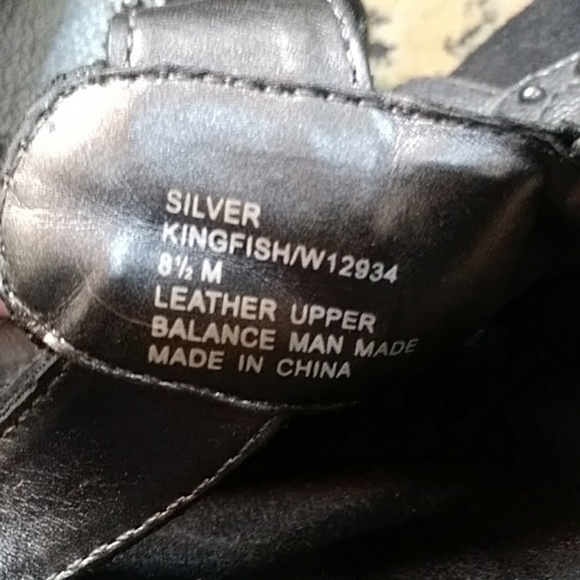 SILVER
KINGFISH/W12934
8½ M
LEATHER UPPER
BALANCE MAN MADE
MADE IN CHINA